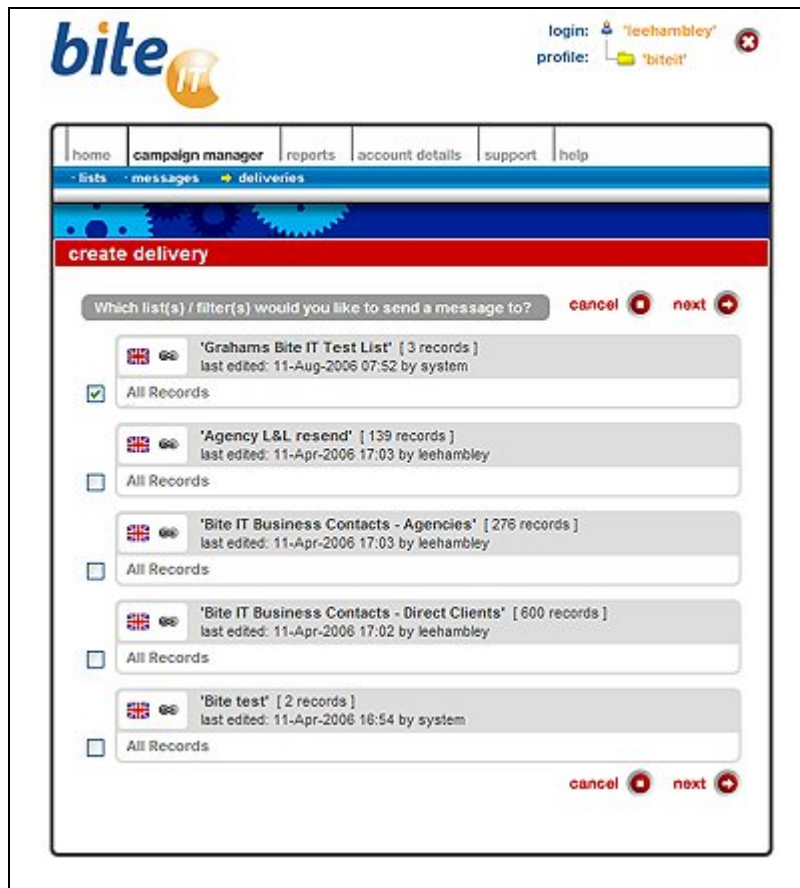 bite IT
login: 'leehambley'
profile: 'biteit'
home campaign manager reports account details support help
· lists · messages deliveries
create delivery
Which list(s) / filter(s) would you like to send a message to? cancel next
'Grahams Bite IT Test List' [ 3 records ]
last edited: 11-Aug-2006 07:52 by system
All Records
'Agency L&L resend' [ 139 records ]
last edited: 11-Apr-2006 17:03 by leehambley
All Records
'Bite IT Business Contacts - Agencies' [ 276 records ]
last edited: 11-Apr-2006 17:03 by leehambley
All Records
'Bite IT Business Contacts - Direct Clients' [ 600 records ]
last edited: 11-Apr-2006 17:02 by leehambley
All Records
'Bite test' [ 2 records ]
last edited: 11-Apr-2006 16:54 by system
All Records
cancel next